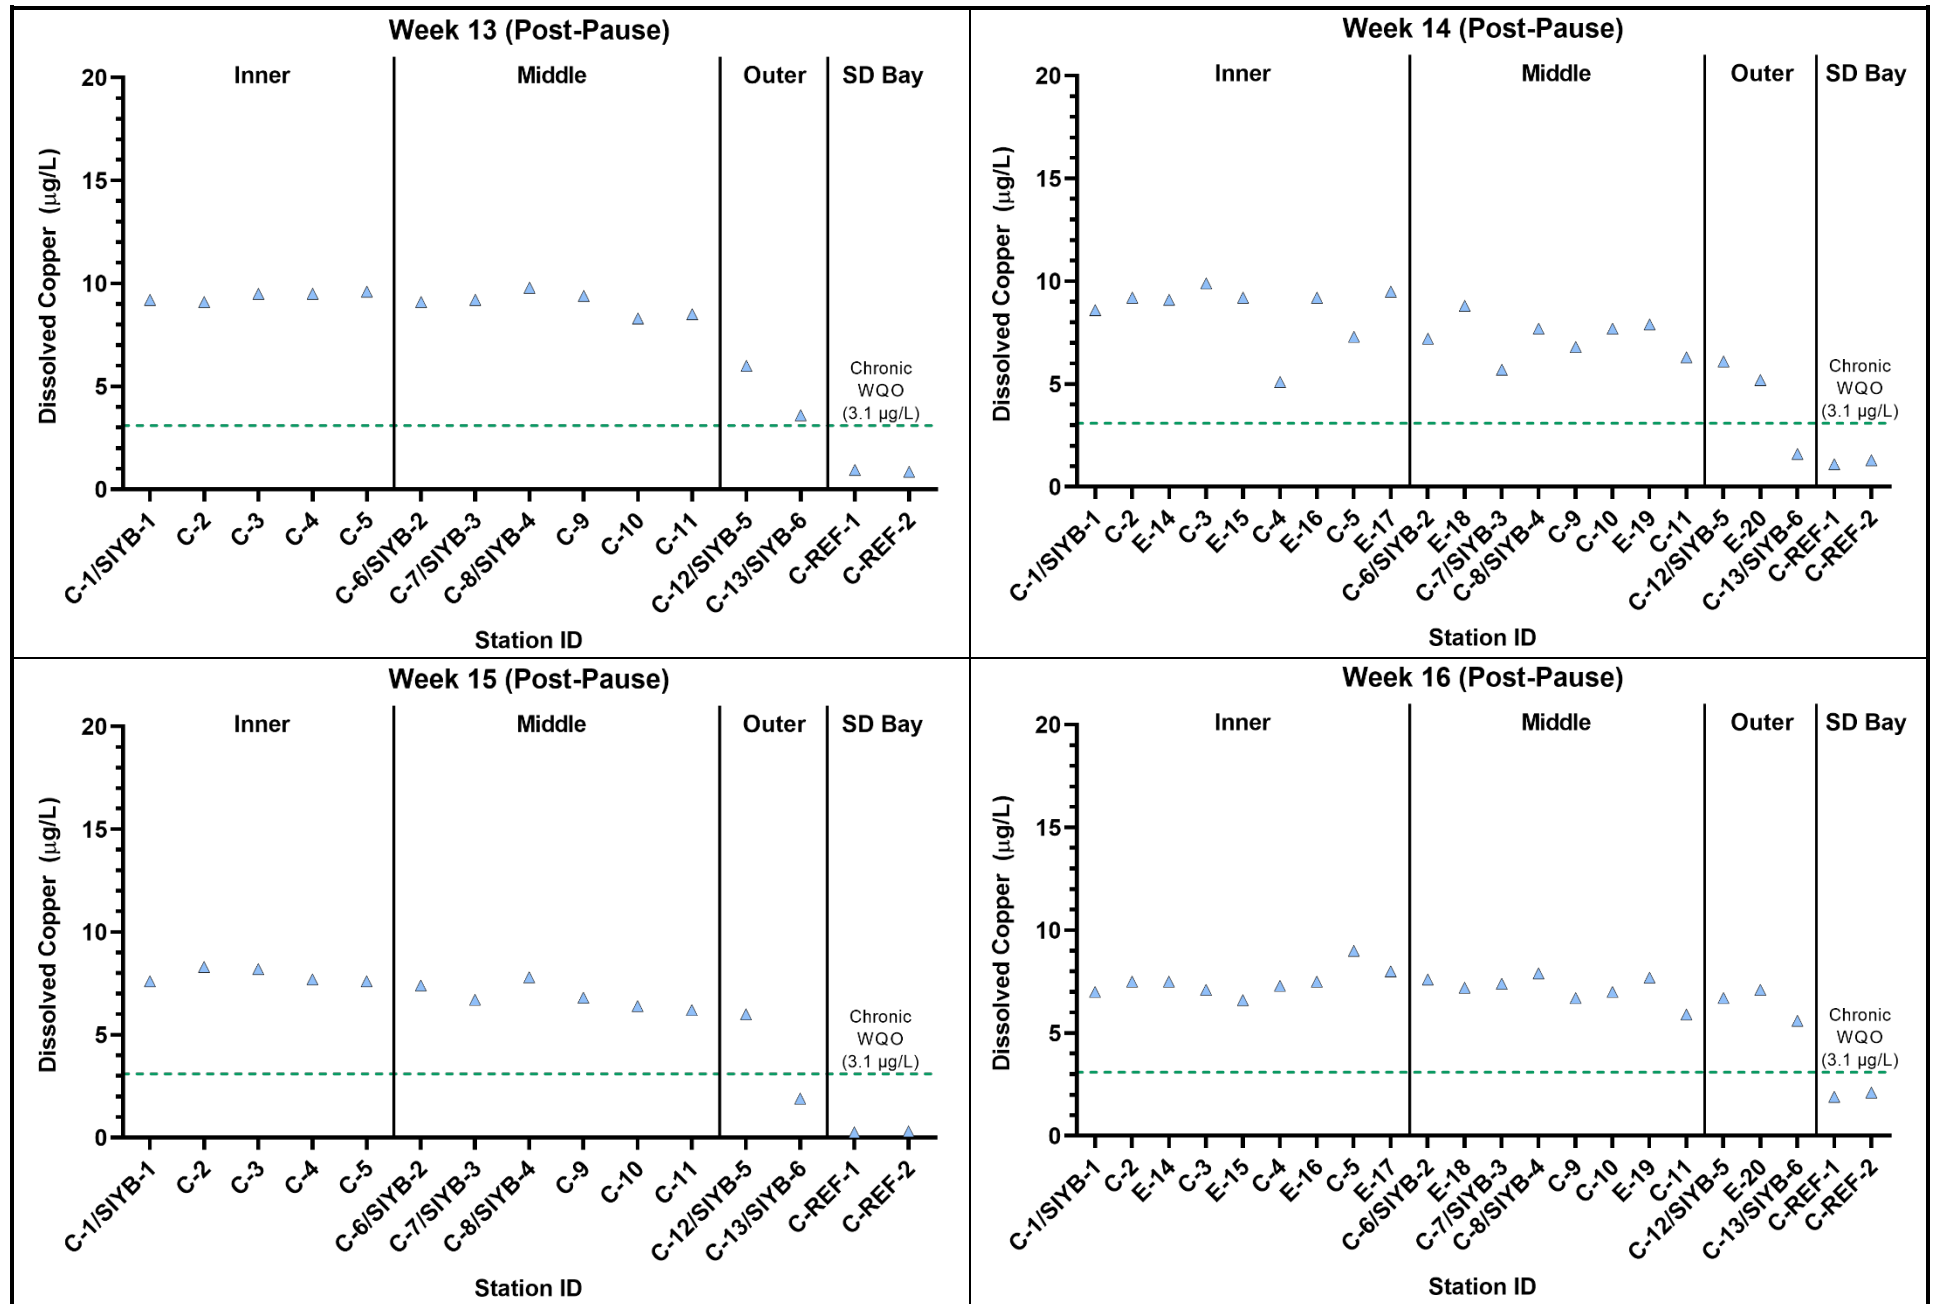 Week 13 (Post-Pause)
Inner Middle Outer SD Bay
20
15
10
5
0
Dissolved Copper (µg/L)
Chronic
WQO
(3.1 µg/L)
C-1/SIYB-1
C-2
C-3
C-4
C-5
C-6/SIYB-2
C-7/SIYB-3
C-8/SIYB-4
C-9
C-10
C-11
C-12/SIYB-5
C-13/SIYB-6
C-REF-1
C-REF-2
Station ID
Week 14 (Post-Pause)
Inner Middle Outer SD Bay
20
15
10
5
0
Dissolved Copper (µg/L)
Chronic
WQO
(3.1 µg/L)
C-1/SIYB-1
C-2
E-14
C-3
E-15
C-4
E-16
C-5
E-17
C-6/SIYB-2
E-18
C-7/SIYB-3
C-8/SIYB-4
C-9
C-10
E-19
C-11
C-12/SIYB-5
E-20
C-13/SIYB-6
C-REF-1
C-REF-2
Station ID
Week 15 (Post-Pause)
Inner Middle Outer SD Bay
20
15
10
5
0
Dissolved Copper (µg/L)
Chronic
WQO
(3.1 µg/L)
C-1/SIYB-1
C-2
C-3
C-4
C-5
C-6/SIYB-2
C-7/SIYB-3
C-8/SIYB-4
C-9
C-10
C-11
C-12/SIYB-5
C-13/SIYB-6
C-REF-1
C-REF-2
Station ID
Week 16 (Post-Pause)
Inner Middle Outer SD Bay
20
15
10
5
0
Dissolved Copper (µg/L)
Chronic
WQO
(3.1 µg/L)
C-1/SIYB-1
C-2
E-14
C-3
E-15
C-4
E-16
C-5
E-17
C-6/SIYB-2
E-18
C-7/SIYB-3
C-8/SIYB-4
C-9
C-10
E-19
C-11
C-12/SIYB-5
E-20
C-13/SIYB-6
C-REF-1
C-REF-2
Station ID